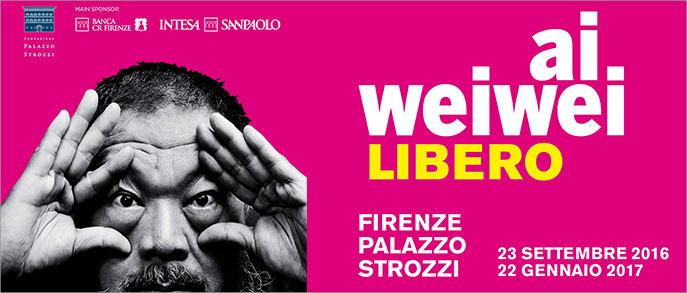 FONDAZIONE
PALAZZO
STROZZI
MAIN SPONSOR
BANCA
CR FIRENZE
INTESA SANPAOLO
ai
weiwei
LIBERO
FIRENZE
PALAZZO
STROZZI
23 SETTEMBRE 2016
22 GENNAIO 2017